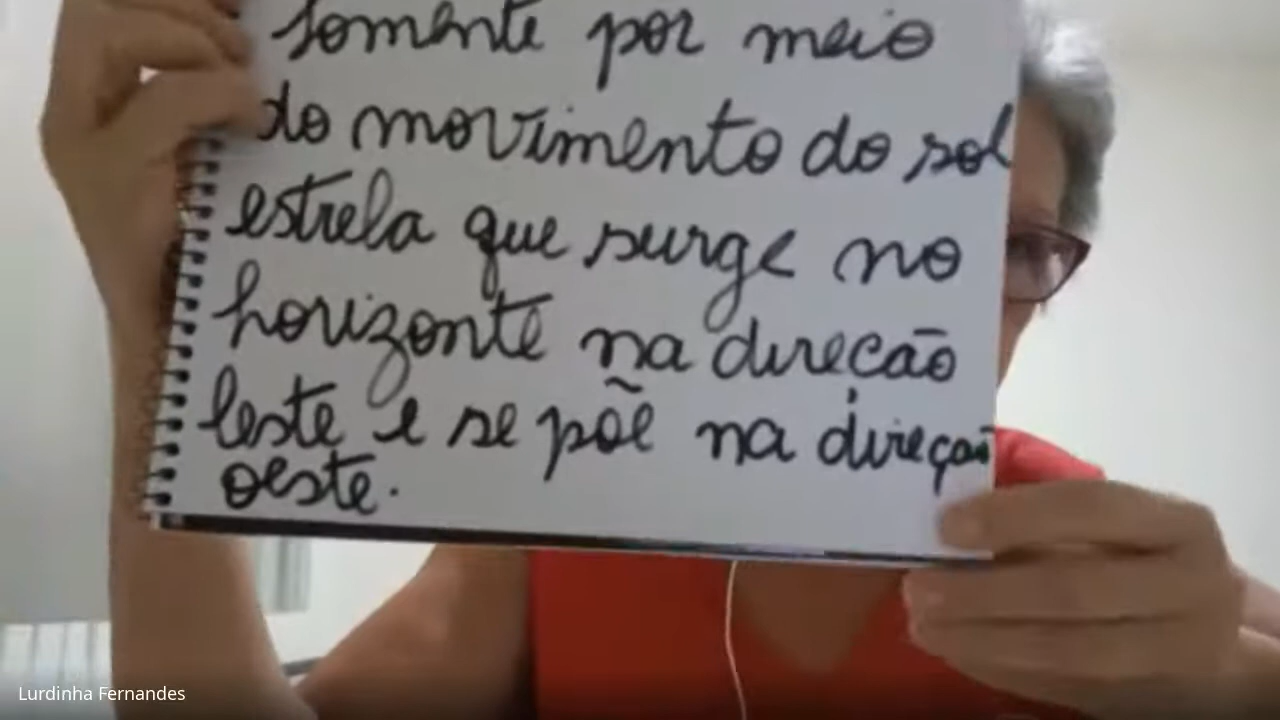 somente por meio
do movimento do sol
estrela que surge no
horizonte na direcão
leste e se põe na direção
oeste.
Lurdinha Fernandes